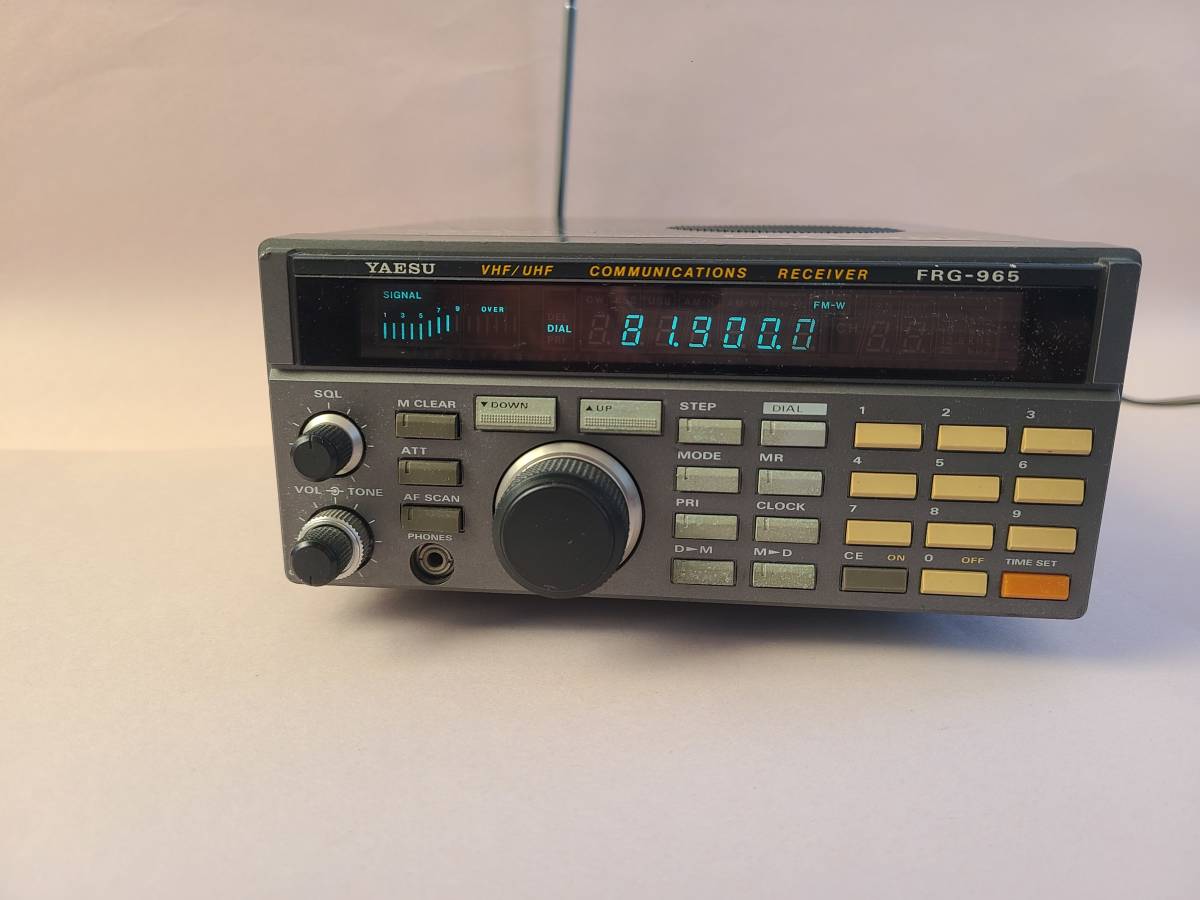 YAESU VHF/UHF COMMUNICATIONS RECEIVER FRG-965
SIGNAL FM-W
1 3 5 7 9 OVER
DIAL 81.900.0
SQL M CLEAR ▼DOWN ▲UP STEP DIAL 1 2 3
ATT MODE MR 4 5 6
VOL TONE AF SCAN PRI CLOCK 7 8 9
PHONES D►M M►D CE ON 0 OFF TIME SET